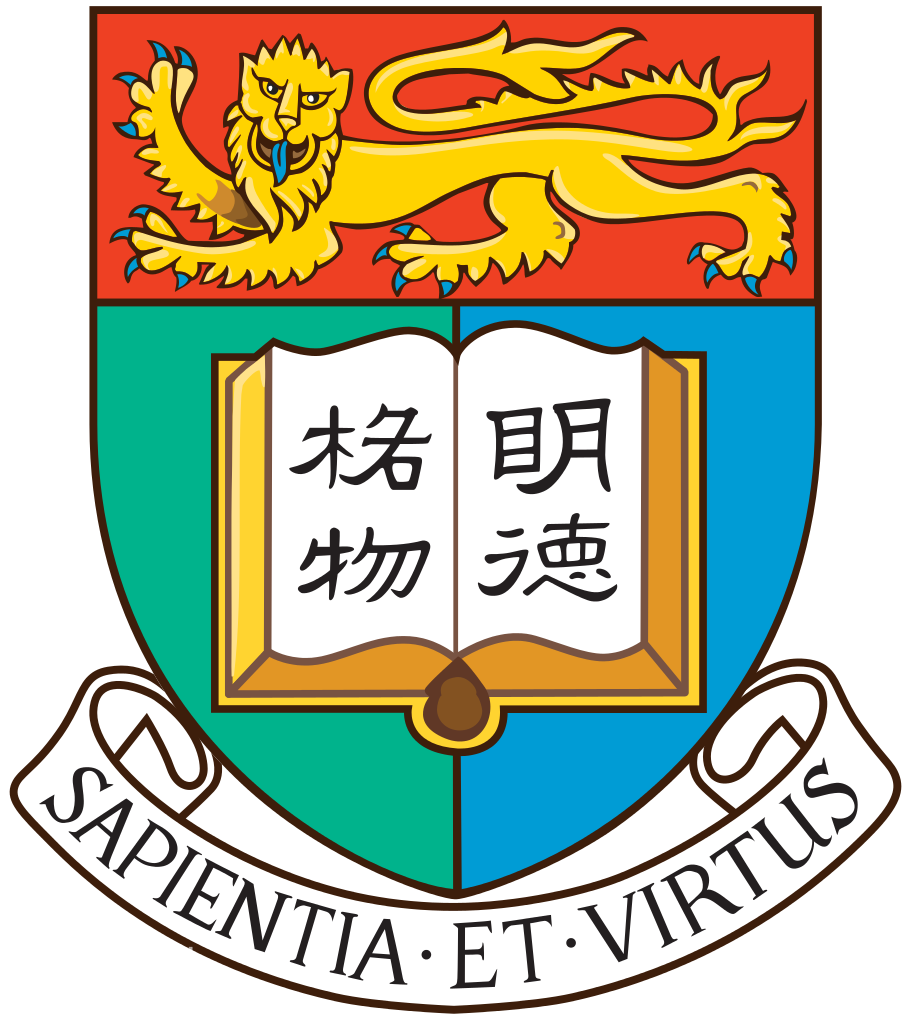 明德
格物
SAPIENTIA · ET · VIRTUS